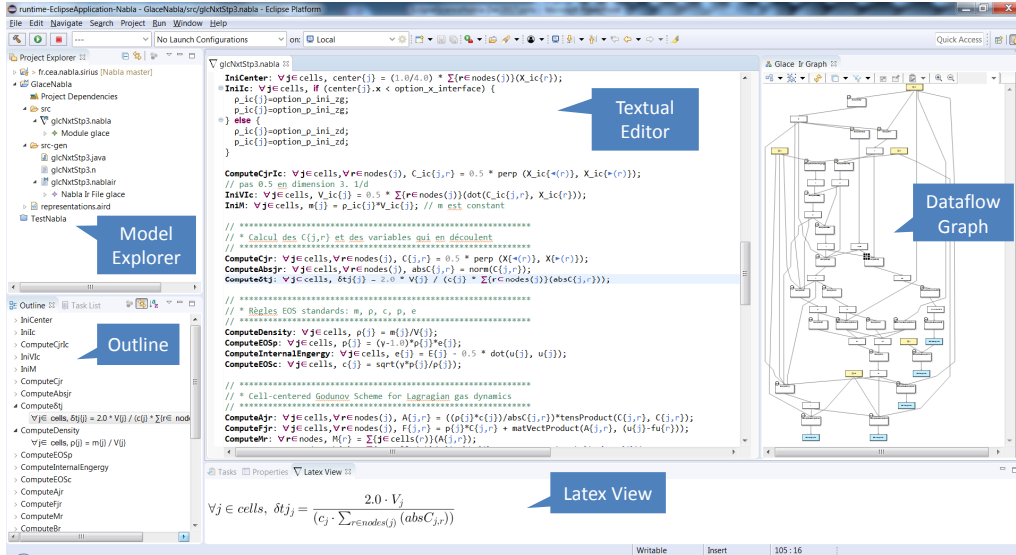 runtime-EclipseApplication-Nabla - GlaceNabla/src/glcNxtStp3.nabla - Eclipse Platform
File Edit Navigate Search Project Run Window Help
--- No Launch Configurations on: Local Quick Access
Project Explorer
fr.cea.nabla.sirius [Nabla master]
GlaceNabla
Project Dependencies
src
glcNxtStp3.nabla
Module glace
src-gen
glcNxtStp3.java
glcNxtStp3.n
glcNxtStp3.nablair
Nabla Ir File glace
representations.aird
TestNabla
Model Explorer
Outline Task List
IniCenter
IniIc
ComputeCjrIc
IniVIc
IniM
ComputeCjr
ComputeAbsjr
Computeδtj
∀j∈ cells, δtj{j} = 2.0 * V{j} / (c{j} * ∑{r∈ node
ComputeDensity
∀j∈ cells, ρ{j} = m{j} / V{j}
ComputeEOSp
ComputeInternalEngergy
ComputeEOSc
ComputeAjr
ComputeFjr
ComputeMr
ComputeBr
Outline
glcNxtStp3.nabla
IniCenter: ∀j∈cells, center{j} = (1.0/4.0) * ∑{r∈nodes(j)}(X_ic{r});
IniIc: ∀j∈cells, if (center{j}.x < option_x_interface) {
ρ_ic{j}=option_ρ_ini_zg;
p_ic{j}=option_p_ini_zg;
} else {
ρ_ic{j}=option_ρ_ini_zd;
p_ic{j}=option_p_ini_zd;
}
ComputeCjrIc: ∀j∈cells,∀r∈nodes(j), C_ic{j,r} = 0.5 * perp (X_ic{◄(r)}, X_ic{►(r)});
// pas 0.5 en dimension 3. 1/d
IniVIc: ∀j∈cells, V_ic{j} = 0.5 * ∑{r∈nodes(j)}(dot(C_ic{j,r}, X_ic{r}));
IniM: ∀j∈cells, m{j} = ρ_ic{j}*V_ic{j}; // m est constant
// ****************************************************
// * Calcul des C{j,r} et des variables qui en découlent
// ****************************************************
ComputeCjr: ∀j∈cells,∀r∈nodes(j), C{j,r} = 0.5 * perp (X{◄(r)}, X{►(r)});
ComputeAbsjr: ∀j∈cells,∀r∈nodes(j), absC{j,r} = norm(C{j,r});
Computeδtj: ∀j∈cells, δtj{j} = 2.0 * V{j} / (c{j} * ∑{r∈nodes(j)}(absC{j,r}));
// ****************************************************
// * Règles EOS standards: m, ρ, c, p, e
// ****************************************************
ComputeDensity: ∀j∈cells, ρ{j} = m{j}/V{j};
ComputeEOSp: ∀j∈cells, p{j} = (γ-1.0)*ρ{j}*e{j};
ComputeInternalEngergy: ∀j∈cells, e{j} = E{j} - 0.5 * dot(u{j}, u{j});
ComputeEOSc: ∀j∈cells, c{j} = sqrt(γ*p{j}/ρ{j});
// ****************************************************
// * Cell-centered Godunov Scheme for Lagragian gas dynamics
// ****************************************************
ComputeAjr: ∀j∈cells,∀r∈nodes(j), A{j,r} = ((ρ{j}*c{j})/absC{j,r})*tensProduct(C{j,r}, C{j,r});
ComputeFjr: ∀j∈cells,∀r∈nodes(j), F{j,r} = p{j}*C{j,r} + matVectProduct(A{j,r}, (u{j}-fu{r}));
ComputeMr: ∀r∈nodes, M{r} = ∑{j∈cells(r)}(A{j,r});
Textual Editor
Glace Ir Graph
Dataflow Graph
Tasks Properties Latex View
∀j ∈ cells, δtj_j = 2.0 · V_j / (c_j · ∑_{r∈nodes(j)} (absC_{j,r}))
Latex View
Writable Insert 105 : 16